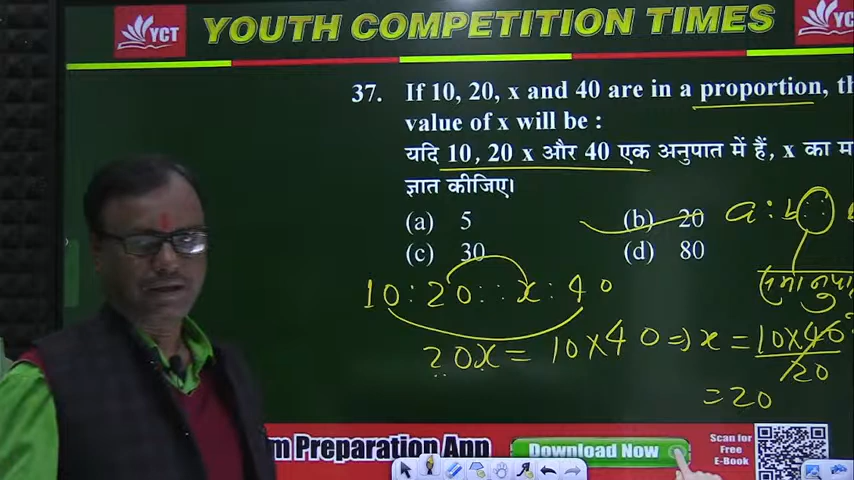 YCT YOUTH COMPETITION TIMES YCT
37. If 10, 20, x and 40 are in a proportion, th
value of x will be :
यदि 10, 20 x और 40 एक अनुपात में हैं, x का म
ज्ञात कीजिए।
(a) 5 (b) 20
(c) 30 (d) 80
a : b ::
10 : 20 :: x : 40
20x = 10 × 40 ⇒ x = 10 × 40
20
= 20
m Preparation App Download Now Scan for
Free
E-Book